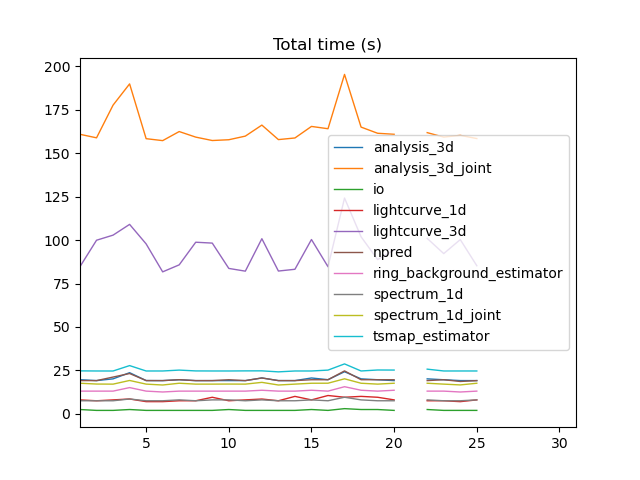 Total time (s)
200
175
150
125
100
75
50
25
0
analysis_3d
analysis_3d_joint
io
lightcurve_1d
lightcurve_3d
npred
ring_background_estimator
spectrum_1d
spectrum_1d_joint
tsmap_estimator
5 10 15 20 25 30